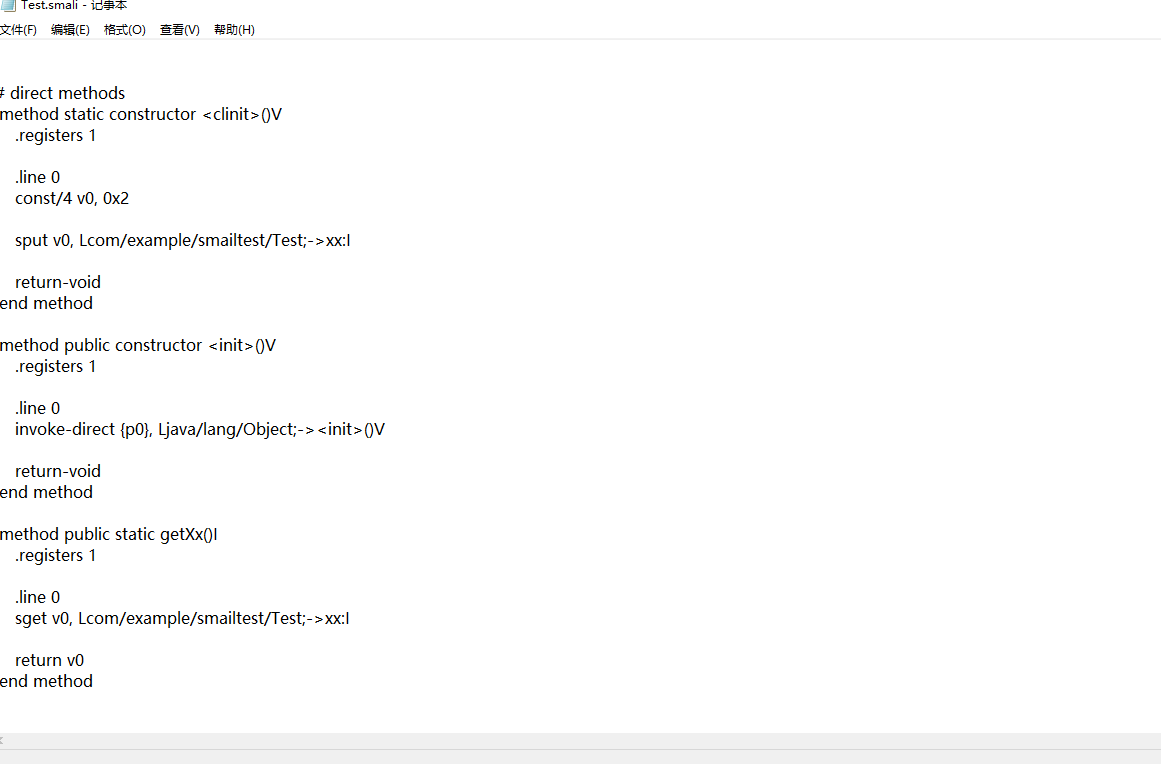 Test.smali - 记事本
文件(F) 编辑(E) 格式(O) 查看(V) 帮助(H)
# direct methods
method static constructor <clinit>()V
.registers 1
.line 0
const/4 v0, 0x2
sput v0, Lcom/example/smailtest/Test;->xx:I
return-void
end method
method public constructor <init>()V
.registers 1
.line 0
invoke-direct {p0}, Ljava/lang/Object;-><init>()V
return-void
end method
method public static getXx()I
.registers 1
.line 0
sget v0, Lcom/example/smailtest/Test;->xx:I
return v0
end method